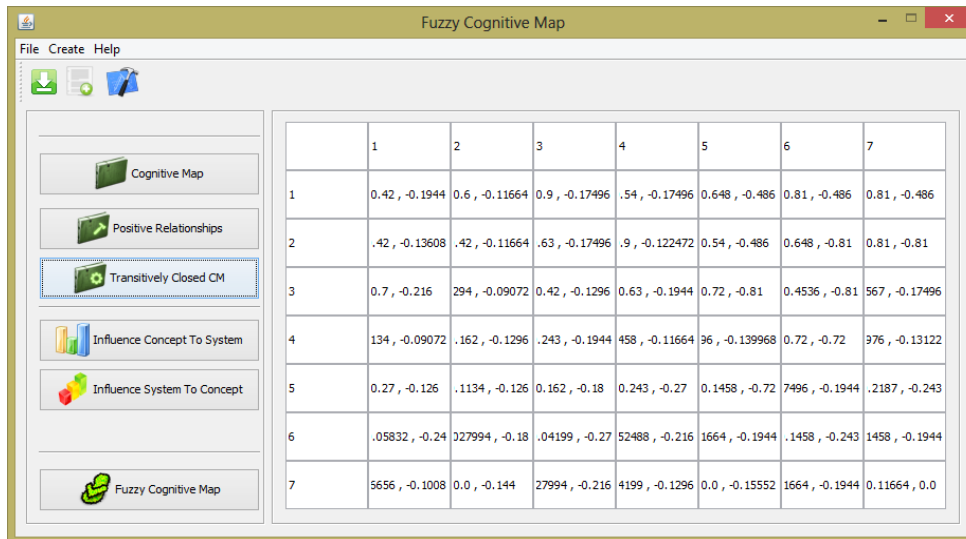 Fuzzy Cognitive Map
File Create Help
Cognitive Map
Positive Relationships
Transitively Closed CM
Influence Concept To System
Influence System To Concept
Fuzzy Cognitive Map
1 2 3 4 5 6 7
1 0.42 , -0.1944 0.6 , -0.11664 0.9 , -0.17496 .54 , -0.17496 0.648 , -0.486 0.81 , -0.486 0.81 , -0.486
2 .42 , -0.13608 .42 , -0.11664 .63 , -0.17496 .9 , -0.122472 0.54 , -0.486 0.648 , -0.81 0.81 , -0.81
3 0.7 , -0.216 294 , -0.09072 0.42 , -0.1296 0.63 , -0.1944 0.72 , -0.81 0.4536 , -0.81 567 , -0.17496
4 134 , -0.09072 .162 , -0.1296 .243 , -0.1944 458 , -0.11664 96 , -0.139968 0.72 , -0.72 976 , -0.13122
5 0.27 , -0.126 .1134 , -0.126 0.162 , -0.18 0.243 , -0.27 0.1458 , -0.72 7496 , -0.1944 .2187 , -0.243
6 .05832 , -0.24 027994 , -0.18 .04199 , -0.27 52488 , -0.216 1664 , -0.1944 .1458 , -0.243 1458 , -0.1944
7 5656 , -0.1008 0.0 , -0.144 27994 , -0.216 4199 , -0.1296 0.0 , -0.15552 1664 , -0.1944 0.11664 , 0.0